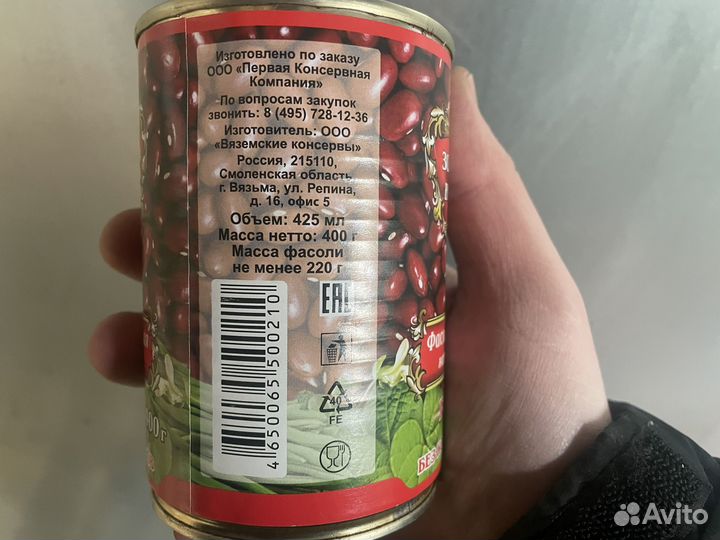 Изготовлено по заказу
ООО «Первая Консервная
Компания»
По вопросам закупок
звонить: 8 (495) 728-12-36
Изготовитель: ООО
«Вяземские консервы»
Россия, 215110,
Смоленская область,
г. Вязьма, ул. Репина,
д. 16, офис 5
Объем: 425 мл
Масса нетто: 400 г
Масса фасоли
не менее 220 г
4650065500210
EAC
40
FE
Avito